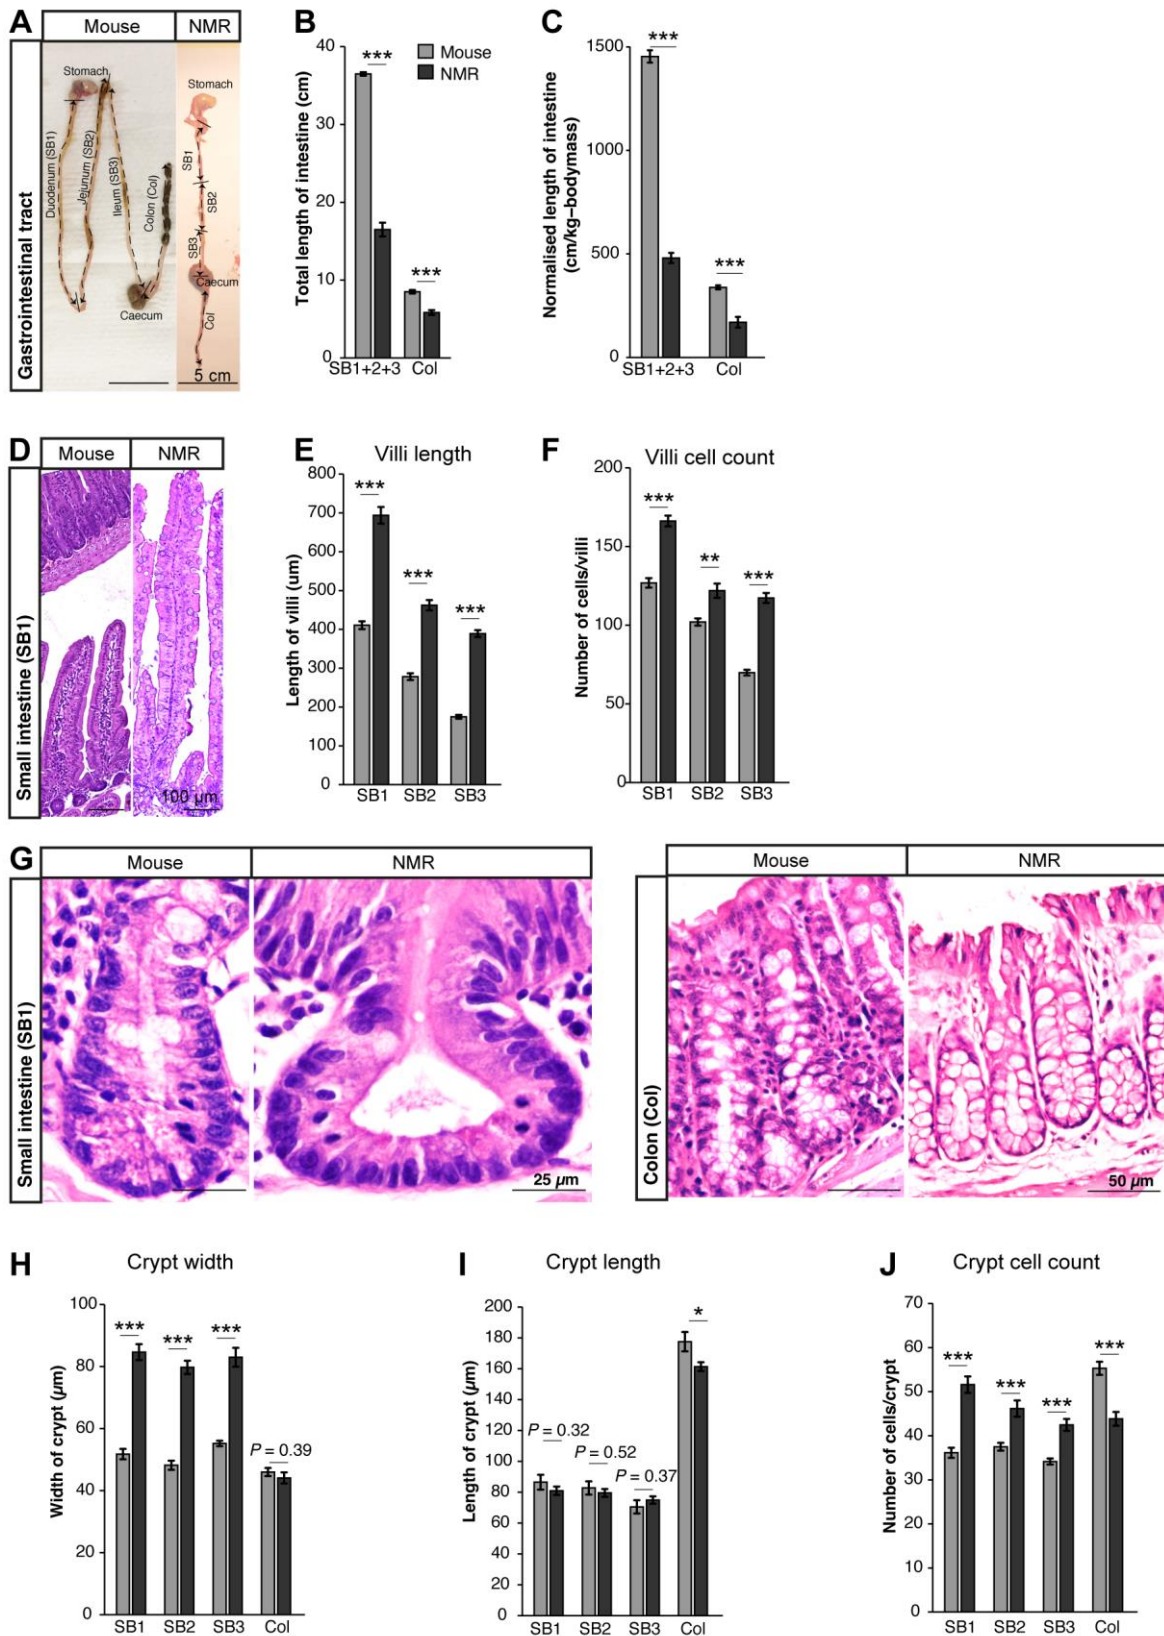 A
Mouse
NMR
Gastrointestinal tract
Stomach
Duodenum (SB1)
Jejunum (SB2)
Ileum (SB3)
Colon (Col)
Caecum
Stomach
SB1
SB2
SB3
Caecum
Col
5 cm
B
Total length of intestine (cm)
40
30
20
10
0
***
***
Mouse
NMR
SB1+2+3
Col
C
Normalised length of intestine
(cm/kg–bodymass)
1500
1000
500
0
***
***
SB1+2+3
Col
D
Mouse
NMR
Small intestine (SB1)
100 µm
E
Villi length
Length of villi (um)
800
700
600
500
400
300
200
100
0
***
***
***
SB1
SB2
SB3
F
Villi cell count
Number of cells/villi
200
150
100
50
0
***
**
***
SB1
SB2
SB3
G
Mouse
NMR
Small intestine (SB1)
25 µm
Mouse
NMR
Colon (Col)
50 µm
H
Crypt width
Width of crypt (µm)
100
80
60
40
20
0
***
***
***
P = 0.39
SB1
SB2
SB3
Col
I
Crypt length
Length of crypt (µm)
200
180
160
140
120
100
80
60
40
20
0
P = 0.32
P = 0.52
P = 0.37
*
SB1
SB2
SB3
Col
J
Crypt cell count
Number of cells/crypt
70
60
50
40
30
20
10
0
***
***
***
***
SB1
SB2
SB3
Col